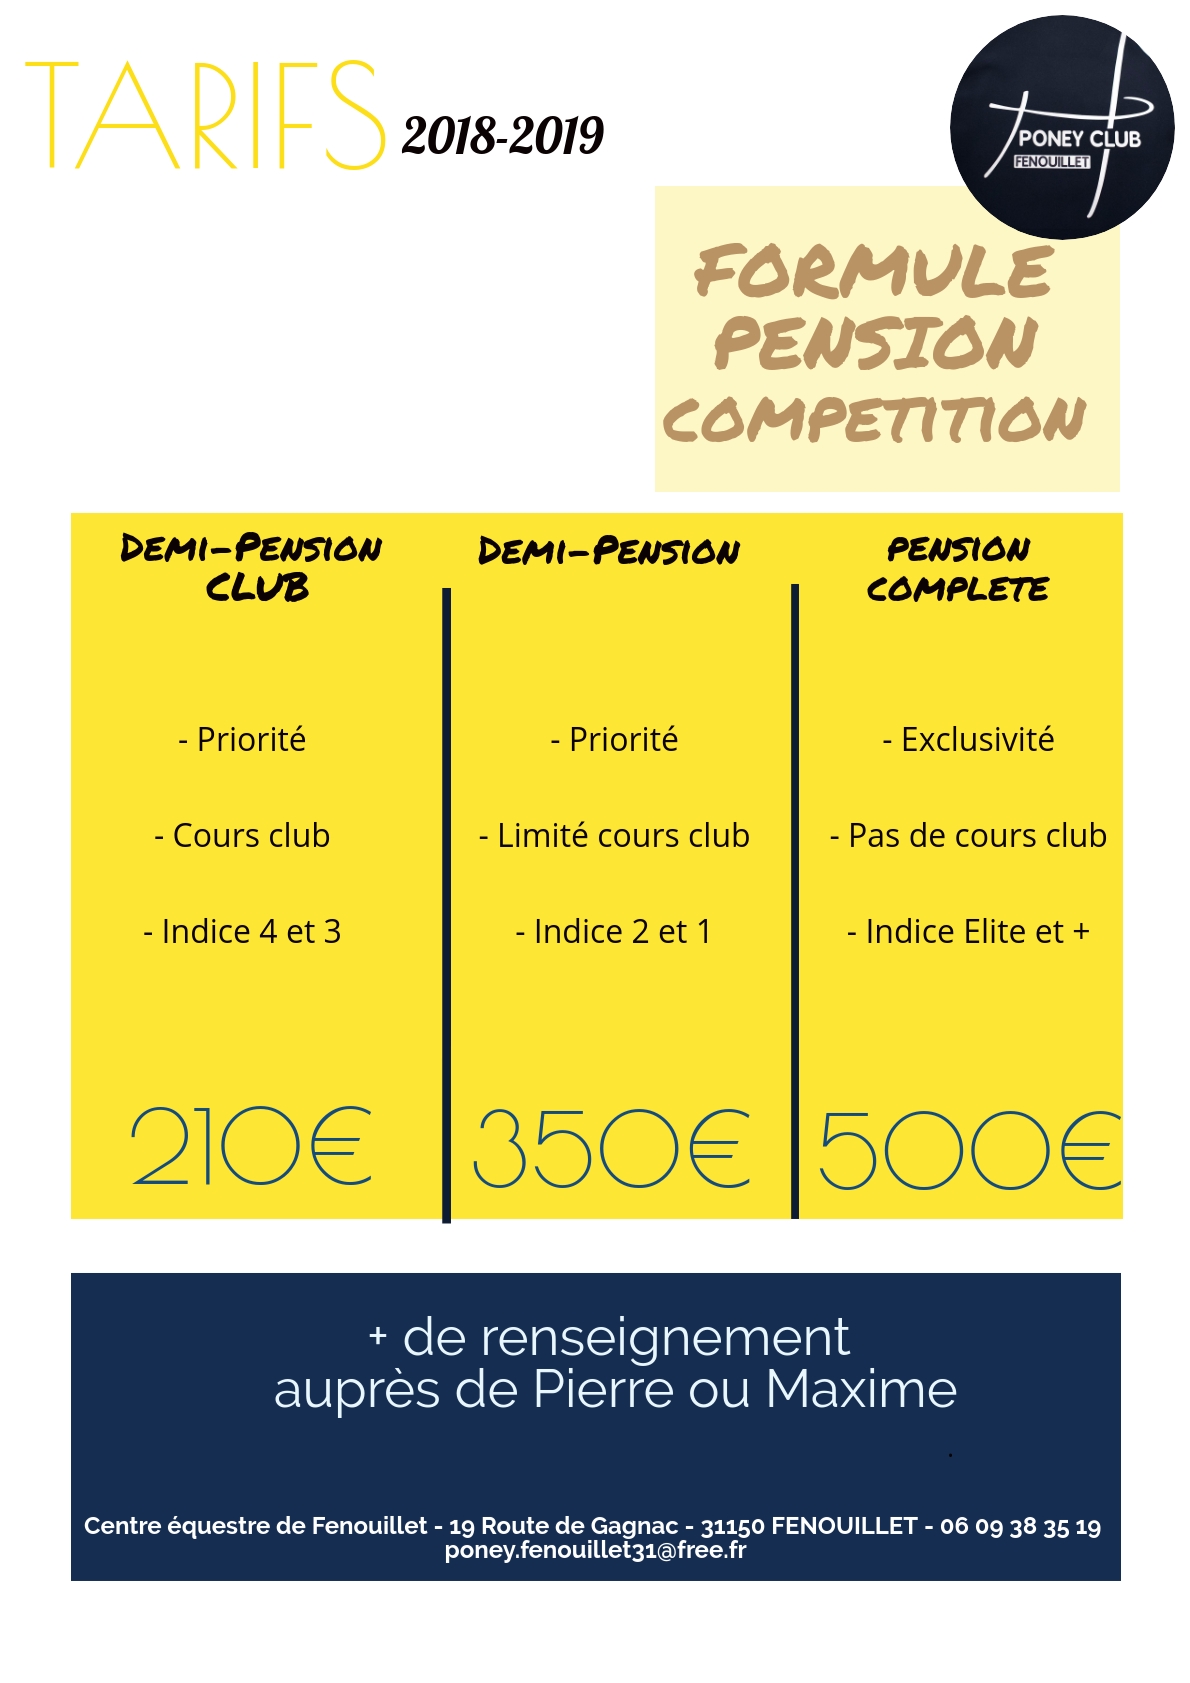 TARIFS 2018-2019
PONEY CLUB
FENOUILLET
FORMULE
PENSION
COMPETITION
DEMI-PENSION
CLUB
- Priorité
- Cours club
- Indice 4 et 3
210€
DEMI-PENSION
- Priorité
- Limité cours club
- Indice 2 et 1
350€
PENSION
COMPLETE
- Exclusivité
- Pas de cours club
- Indice Elite et +
500€
+ de renseignement
auprès de Pierre ou Maxime
.
Centre équestre de Fenouillet - 19 Route de Gagnac - 31150 FENOUILLET - 06 09 38 35 19
poney.fenouillet31@free.fr